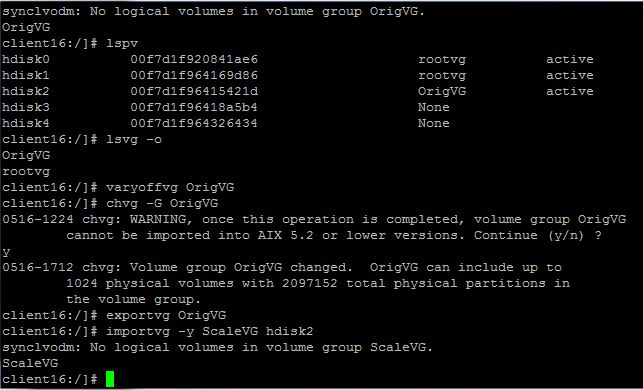 synclvodm: No logical volumes in volume group OrigVG.
OrigVG
client16:/]# lspv
hdisk0 00f7d1f920841ae6 rootvg active
hdisk1 00f7d1f964169d86 rootvg active
hdisk2 00f7d1f96415421d OrigVG active
hdisk3 00f7d1f96418a5b4 None
hdisk4 00f7d1f964326434 None
client16:/]# lsvg -o
OrigVG
rootvg
client16:/]# varyoffvg OrigVG
client16:/]# chvg -G OrigVG
0516-1224 chvg: WARNING, once this operation is completed, volume group OrigVG
cannot be imported into AIX 5.2 or lower versions. Continue (y/n) ?
y
0516-1712 chvg: Volume group OrigVG changed.  OrigVG can include up to
1024 physical volumes with 2097152 total physical partitions in
the volume group.
client16:/]# exportvg OrigVG
client16:/]# importvg -y ScaleVG hdisk2
synclvodm: No logical volumes in volume group ScaleVG.
ScaleVG
client16:/]#